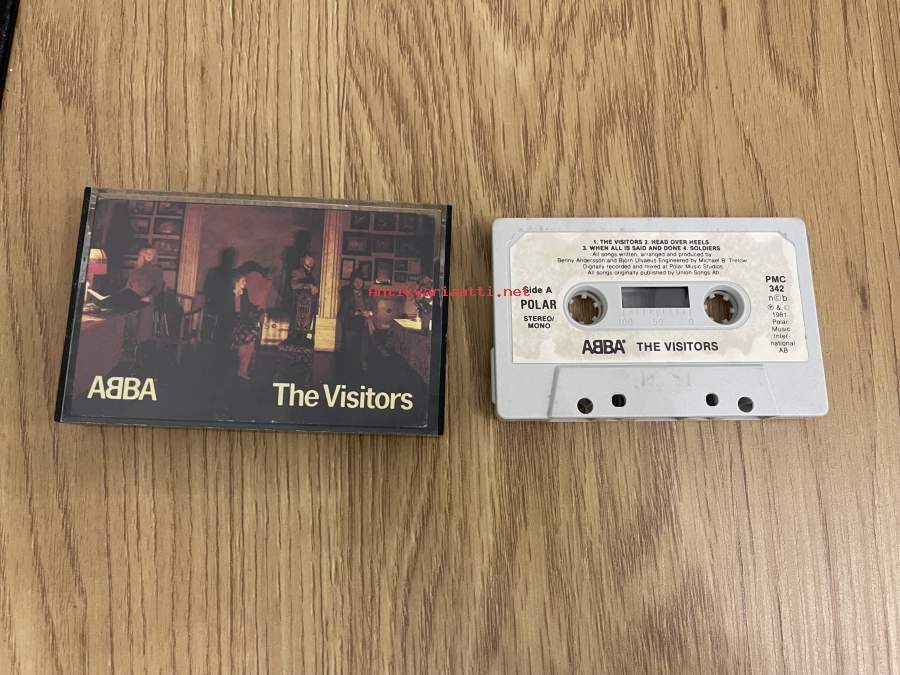 ABBA
The Visitors
Antikvariaatti.net
1. THE VISITORS 2. HEAD OVER HEELS
3. WHEN ALL IS SAID AND DONE 4. SOLDIERS
All songs written, arranged and produced by
Benny Andersson and Björn Ulvaeus Engineered by Michael B. Tretow
Digitally recorded and mixed at Polar Music Studios.
All songs originally published by Union Songs AB.
Side A
POLAR
STEREO/
MONO
100 50 0
PMC
342
n©b
℗ & ©
1981
Polar
Music
Inter-
national
AB
ABBA® THE VISITORS